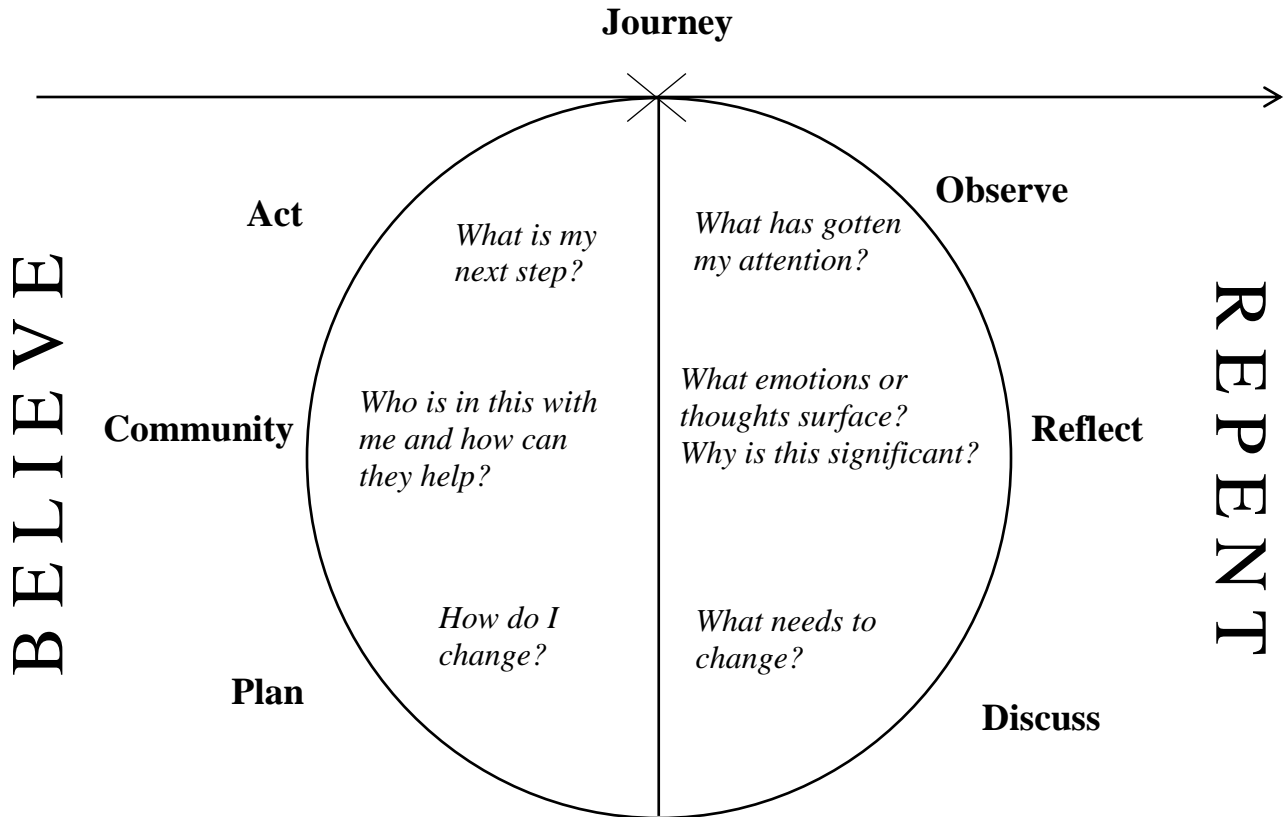 Journey
Observe
Act
What has gotten
my attention?
What is my
next step?
BELIEVE
REPENT
What emotions or
thoughts surface?
Why is this significant?
Reflect
Who is in this with
me and how can
they help?
Community
What needs to
change?
How do I
change?
Plan
Discuss